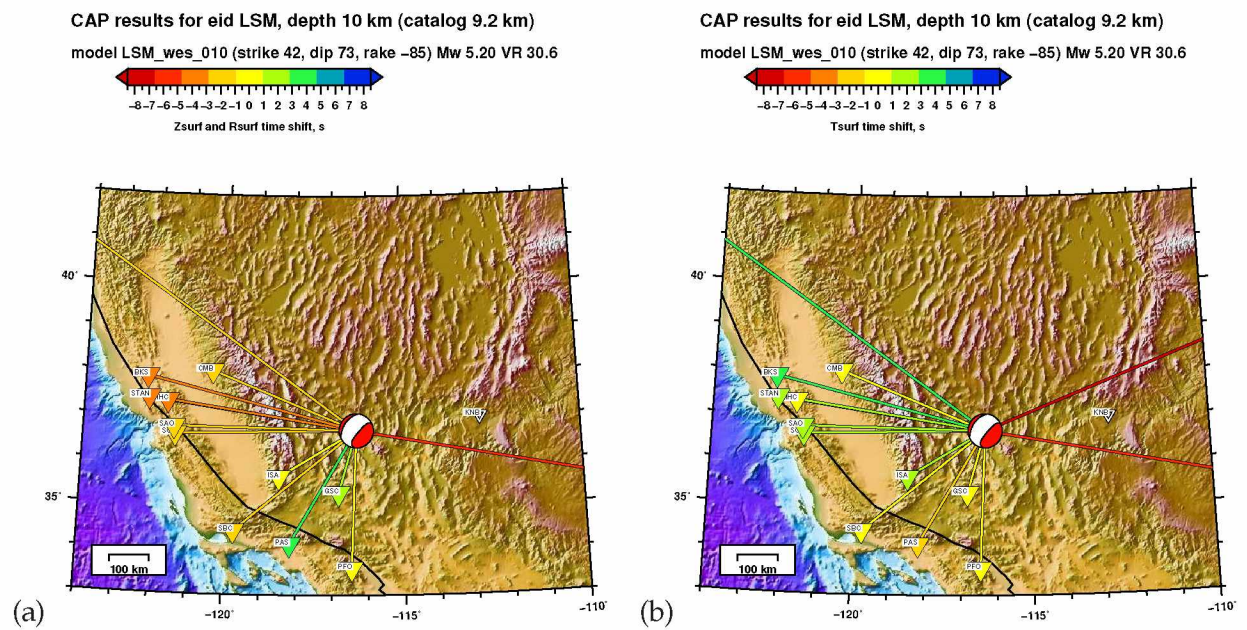 CAP results for eid LSM, depth 10 km (catalog 9.2 km)
model LSM_wes_010 (strike 42, dip 73, rake −85) Mw 5.20 VR 30.6
−8 −7 −6 −5 −4 −3 −2 −1 0 1 2 3 4 5 6 7 8
Zsurf and Rsurf time shift, s
40˚
35˚
BKS
CMB
STAN
HC
SAO
KNB
ISA
GSC
SBC
PAS
PFO
100 km
−120˚
−115˚
−110˚
(a)
CAP results for eid LSM, depth 10 km (catalog 9.2 km)
model LSM_wes_010 (strike 42, dip 73, rake −85) Mw 5.20 VR 30.6
−8 −7 −6 −5 −4 −3 −2 −1 0 1 2 3 4 5 6 7 8
Tsurf time shift, s
40˚
35˚
BKS
CMB
STAN
HC
SAO
KNB
ISA
GSC
SBC
PAS
PFO
100 km
−120˚
−115˚
−110˚
(b)